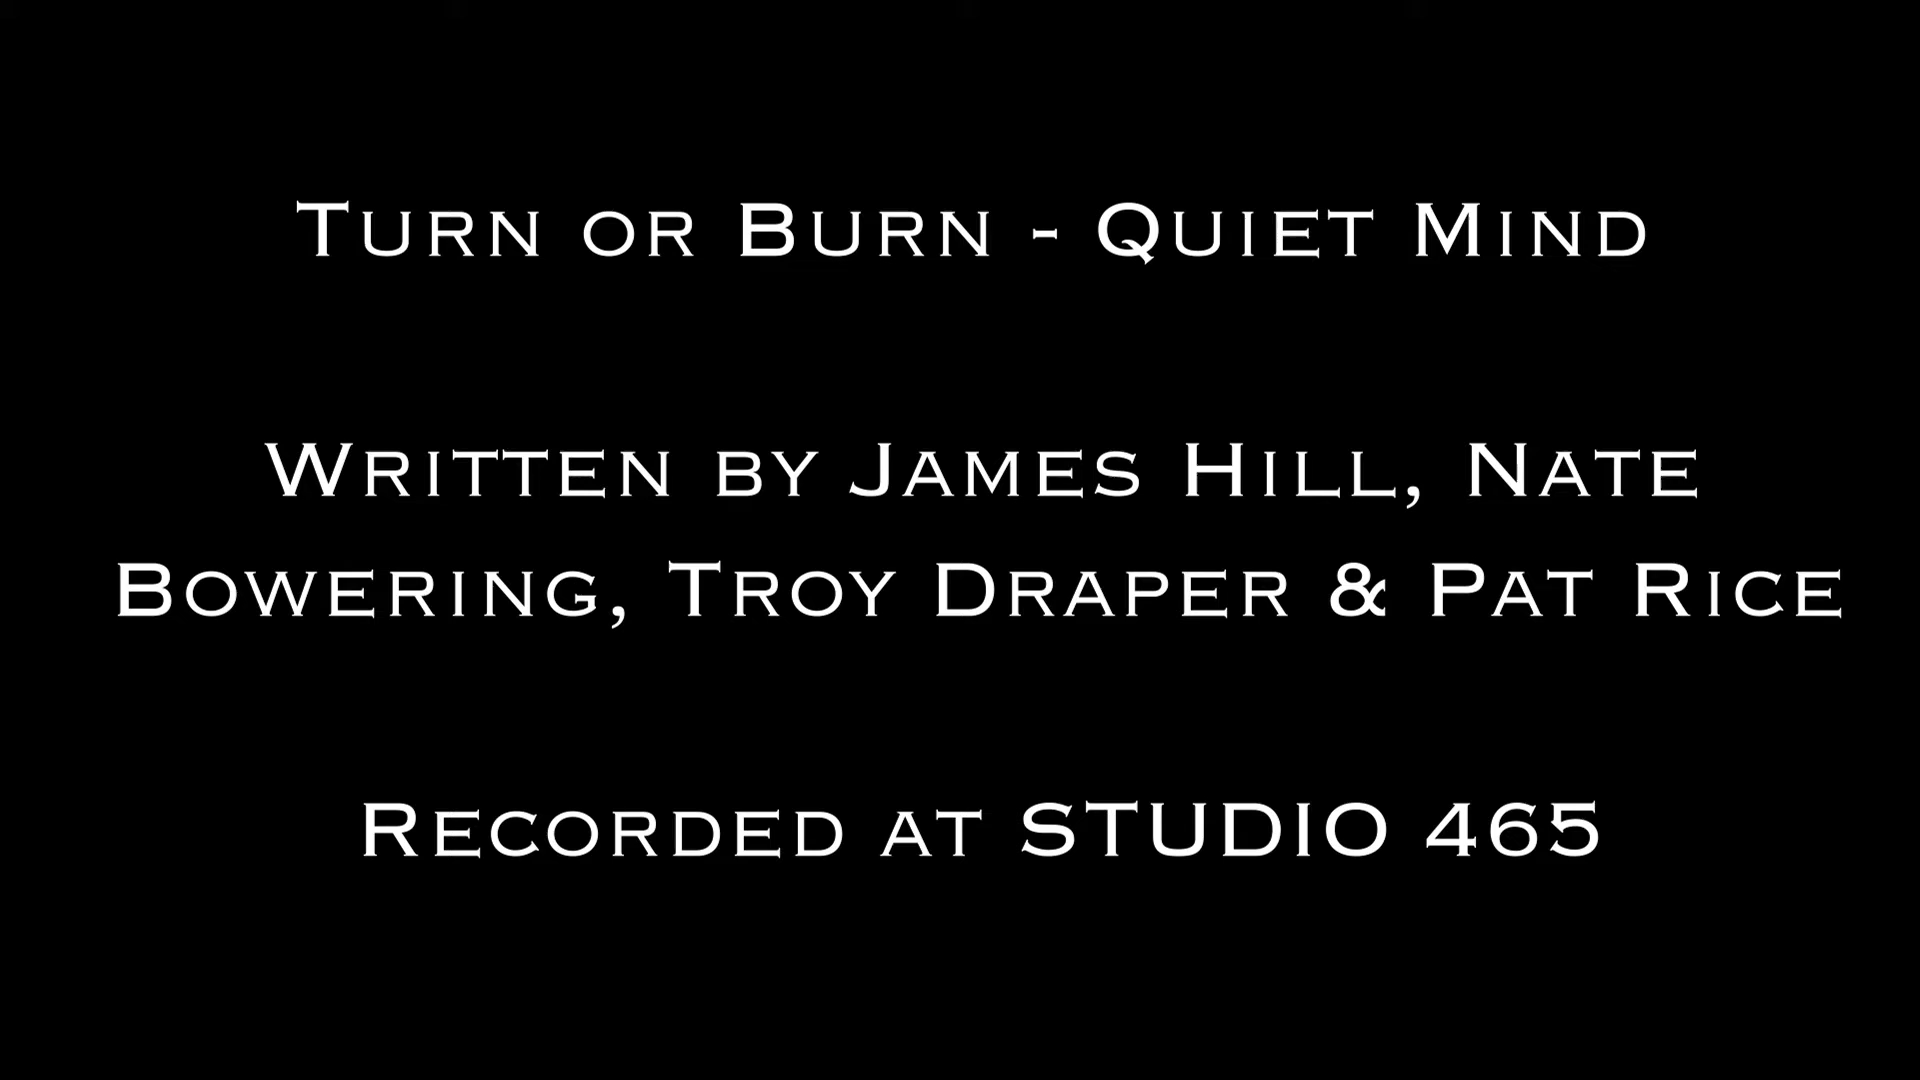 Turn or Burn - Quiet Mind
Written by James Hill, Nate
Bowering, Troy Draper & Pat Rice
Recorded at STUDIO 465